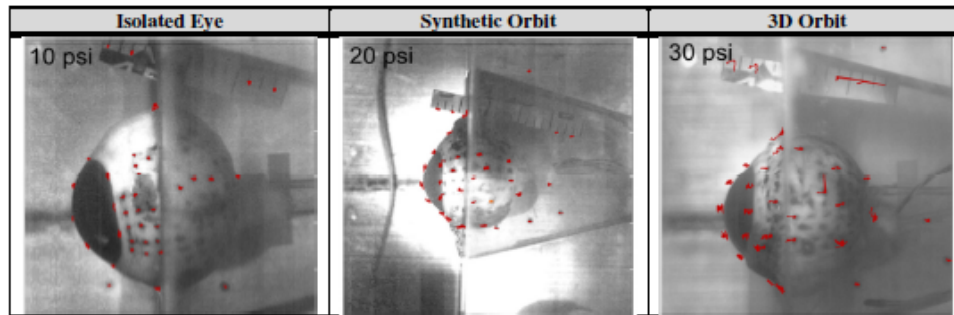 Isolated Eye
Synthetic Orbit
3D Orbit
10 psi
20 psi
30 psi